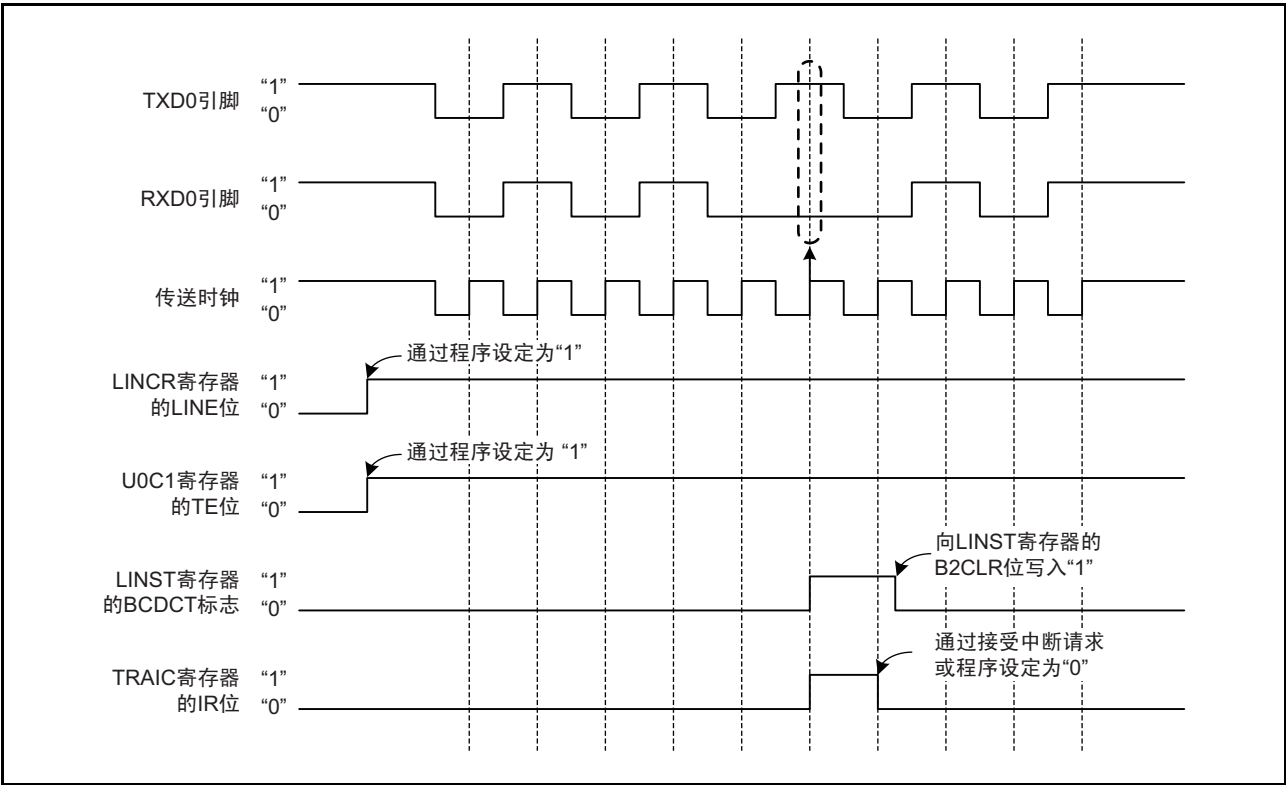 TXD0引脚 “1”
“0”
RXD0引脚 “1”
“0”
传送时钟 “1”
“0”
通过程序设定为“1”
LINCR寄存器 “1”
的LINE位 “0”
通过程序设定为 “1”
U0C1寄存器 “1”
的TE位 “0”
向LINST寄存器的
B2CLR位写入“1”
LINST寄存器 “1”
的BCDCT标志 “0”
通过接受中断请求
或程序设定为“0”
TRAIC寄存器 “1”
的IR位 “0”